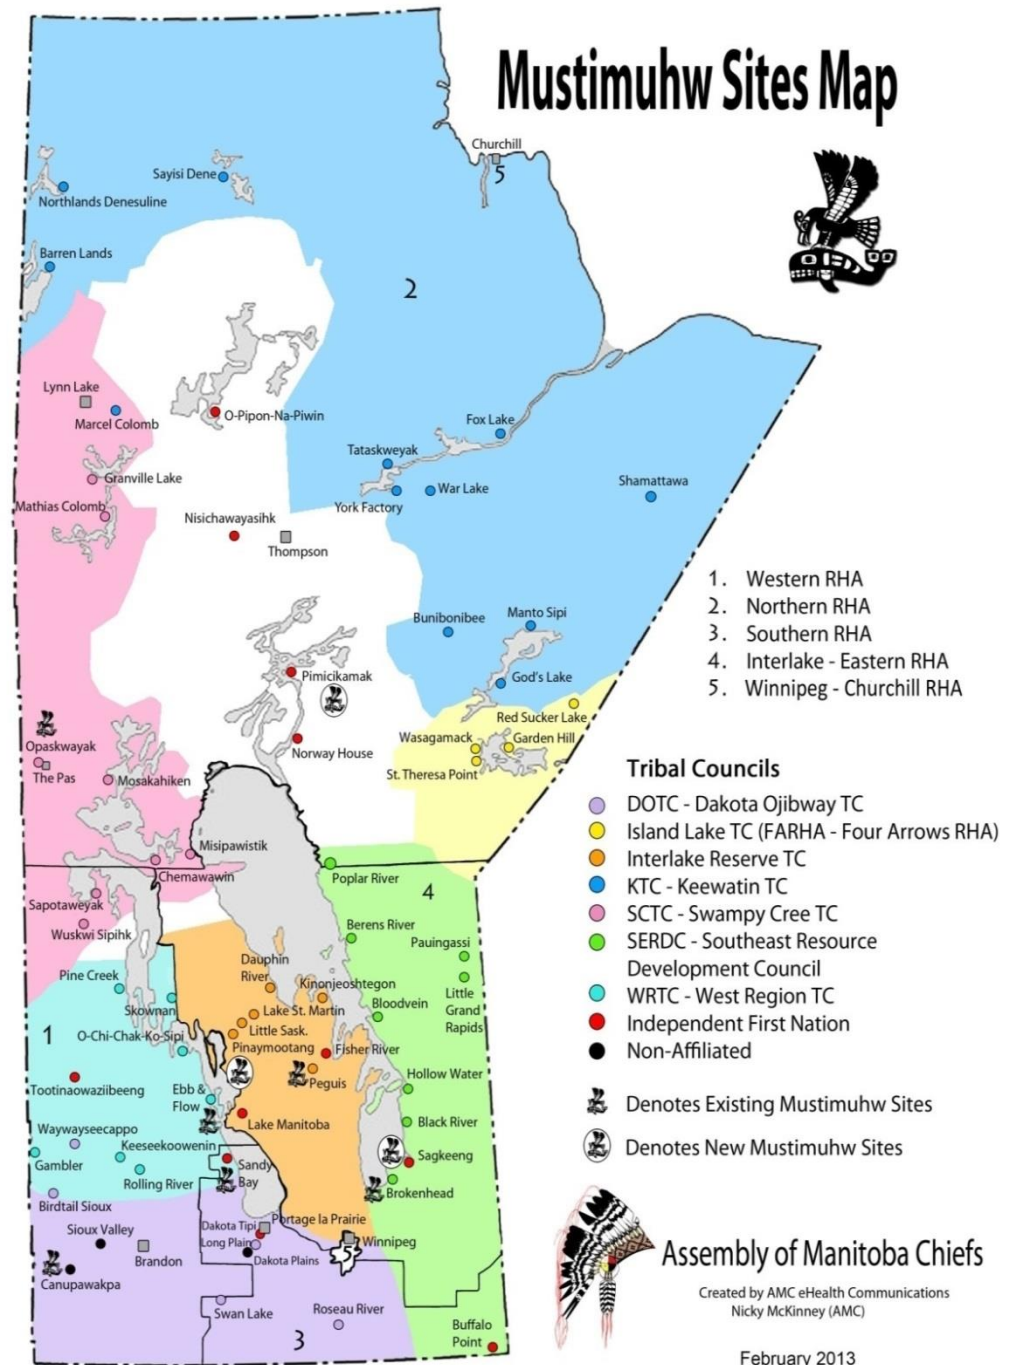 Mustimuhw Sites Map
Churchill
5
Sayisi Dene
Northlands Denesuline
Barren Lands
2
Lynn Lake
Marcel Colomb
O-Pipon-Na-Piwin
Fox Lake
Tataskweyak
Granville Lake
War Lake
Shamattawa
York Factory
Mathias Colomb
Nisichawayasihk
Thompson
1. Western RHA
2. Northern RHA
3. Southern RHA
4. Interlake - Eastern RHA
5. Winnipeg - Churchill RHA
Bunibonibee
Manto Sipi
Pimicikamak
God's Lake
Red Sucker Lake
Wasagamack
Garden Hill
Norway House
St. Theresa Point
Opaskwayak
The Pas
Mosakahiken
Tribal Councils
DOTC - Dakota Ojibway TC
Island Lake TC (FARHA - Four Arrows RHA)
Interlake Reserve TC
KTC - Keewatin TC
SCTC - Swampy Cree TC
SERDC - Southeast Resource
Development Council
WRTC - West Region TC
Independent First Nation
Non-Affiliated
Denotes Existing Mustimuhw Sites
Denotes New Mustimuhw Sites
Misipawistik
Chemawawin
Poplar River
4
Sapotaweyak
Wuskwi Sipihk
Berens River
Pauingassi
Dauphin
River
Pine Creek
Kinonjeoshtegon
Little
Grand
Rapids
Skownan
Lake St. Martin
Bloodvein
1
O-Chi-Chak-Ko-Sipi
Little Sask.
Pinaymootang
Fisher River
Tootinaowaziibeeng
Peguis
Hollow Water
Ebb &
Flow
Lake Manitoba
Black River
Waywayseecappo
Keeseekoowenin
Gambler
Rolling River
Sandy
Bay
Sagkeeng
Brokenhead
Birdtail Sioux
Sioux Valley
Dakota Tipi
Portage la Prairie
Long Plain
Winnipeg
5
Brandon
Dakota Plains
Canupawakpa
Swan Lake
Roseau River
3
Buffalo
Point
Assembly of Manitoba Chiefs
Created by AMC eHealth Communications
Nicky McKinney (AMC)
February 2013